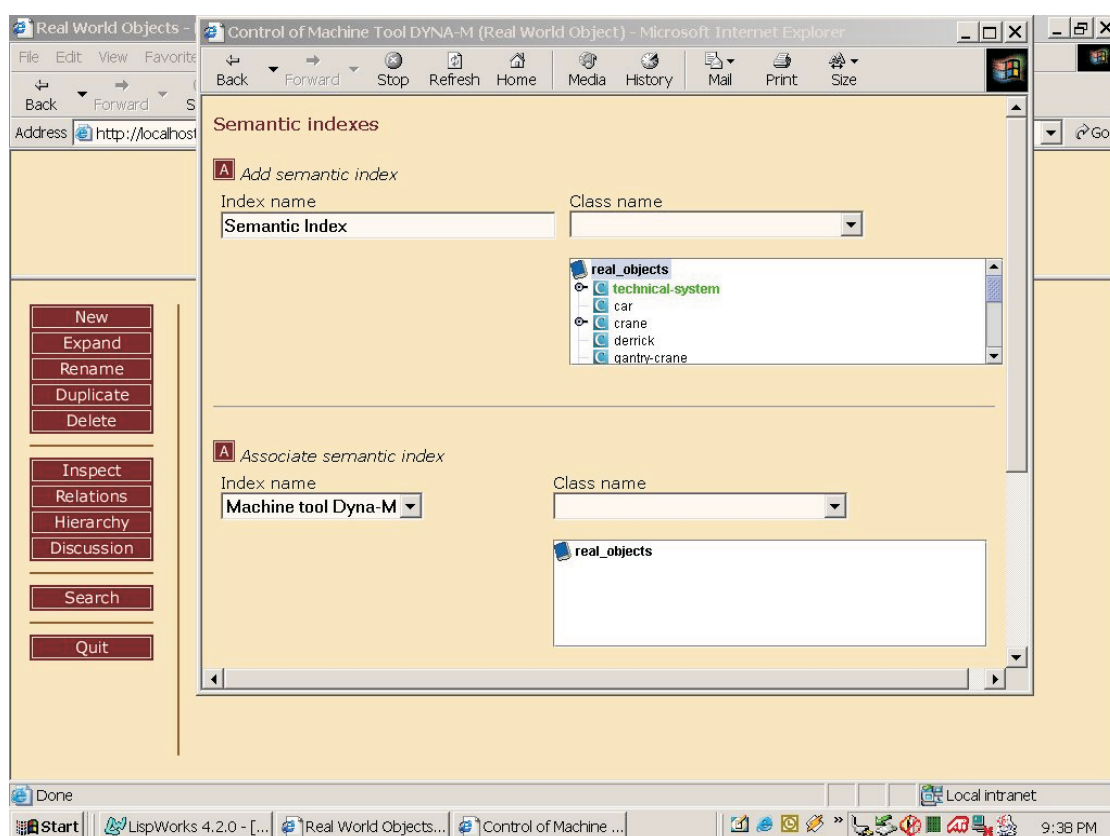 Real World Objects -
Control of Machine Tool DYNA-M (Real World Object) - Microsoft Internet Explorer
File Edit View Favorite
Back Forward Stop Refresh Home Media History Mail Print Size
Back Forward S
Address http://localhost
Go
Semantic indexes
A Add semantic index
Index name Class name
Semantic Index
real_objects
technical-system
car
crane
derrick
gantry-crane
New
Expand
Rename
Duplicate
Delete
Inspect
Relations
Hierarchy
Discussion
Search
Quit
A Associate semantic index
Index name Class name
Machine tool Dyna-M
real_objects
Done Local intranet
Start LispWorks 4.2.0 - [... Real World Objects... Control of Machine ... » 9:38 PM